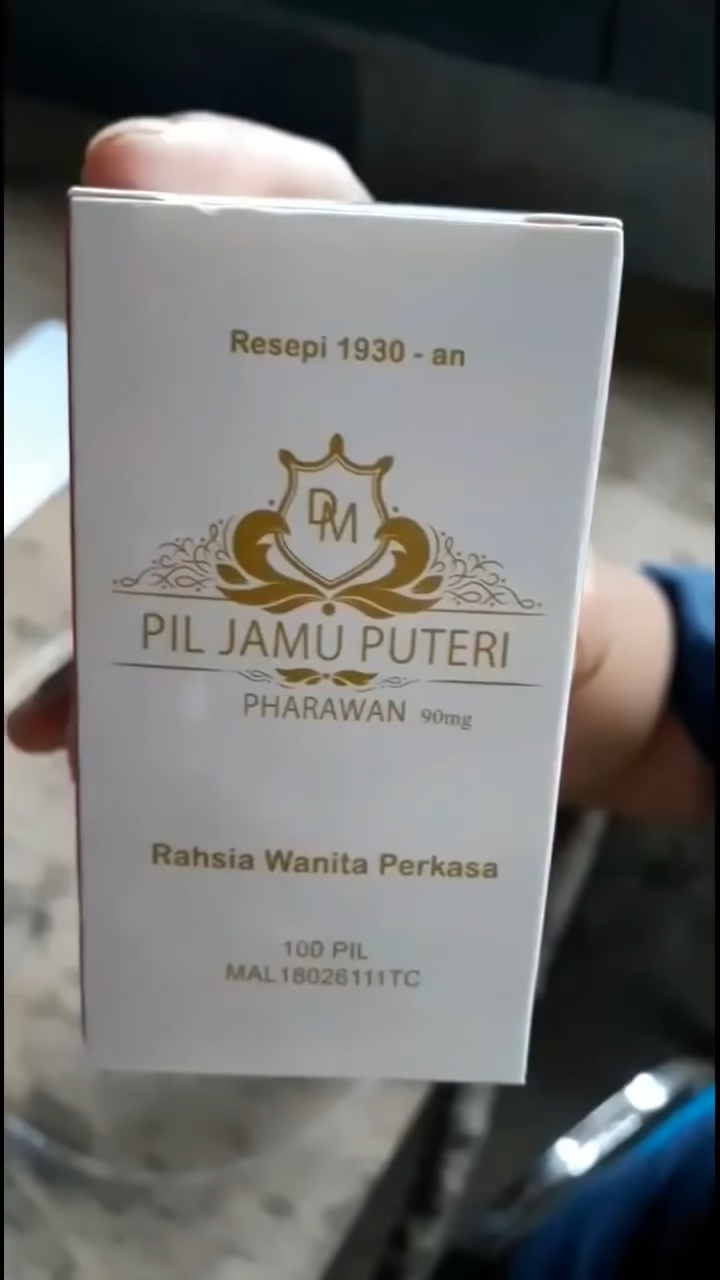 Resepi 1930 - an
DM
PIL JAMU PUTERI
PHARAWAN 90mg
Rahsia Wanita Perkasa
100 PIL
MAL18026111TC